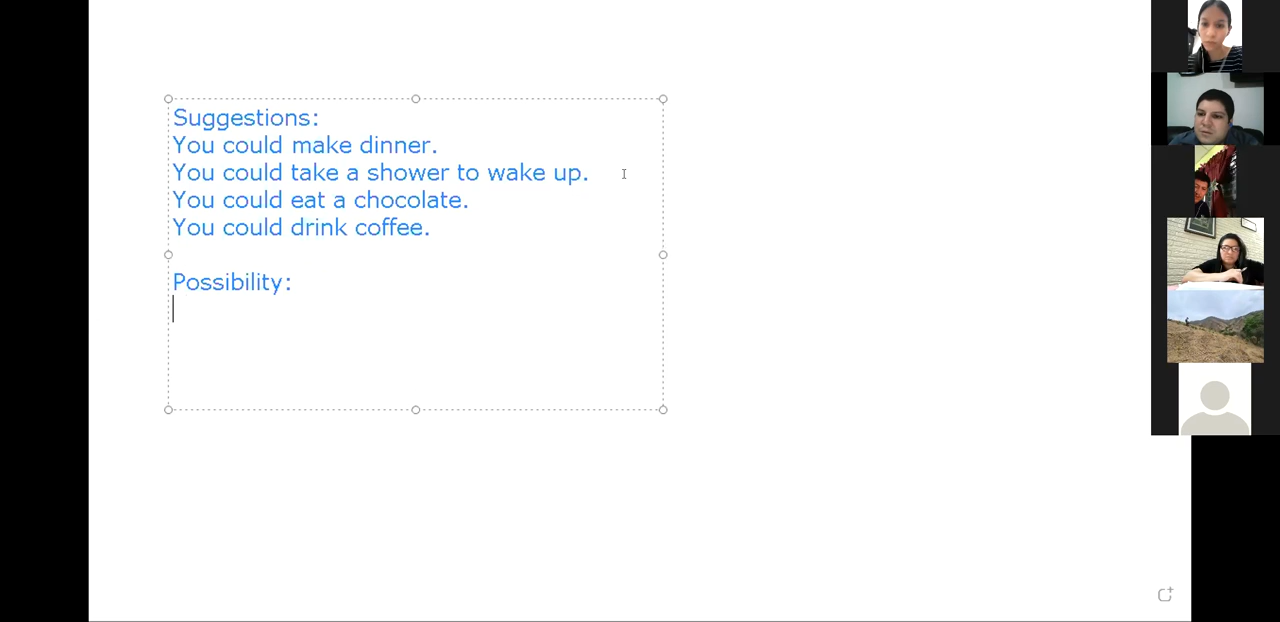 Suggestions:
You could make dinner.
You could take a shower to wake up.
You could eat a chocolate.
You could drink coffee.
Possibility: